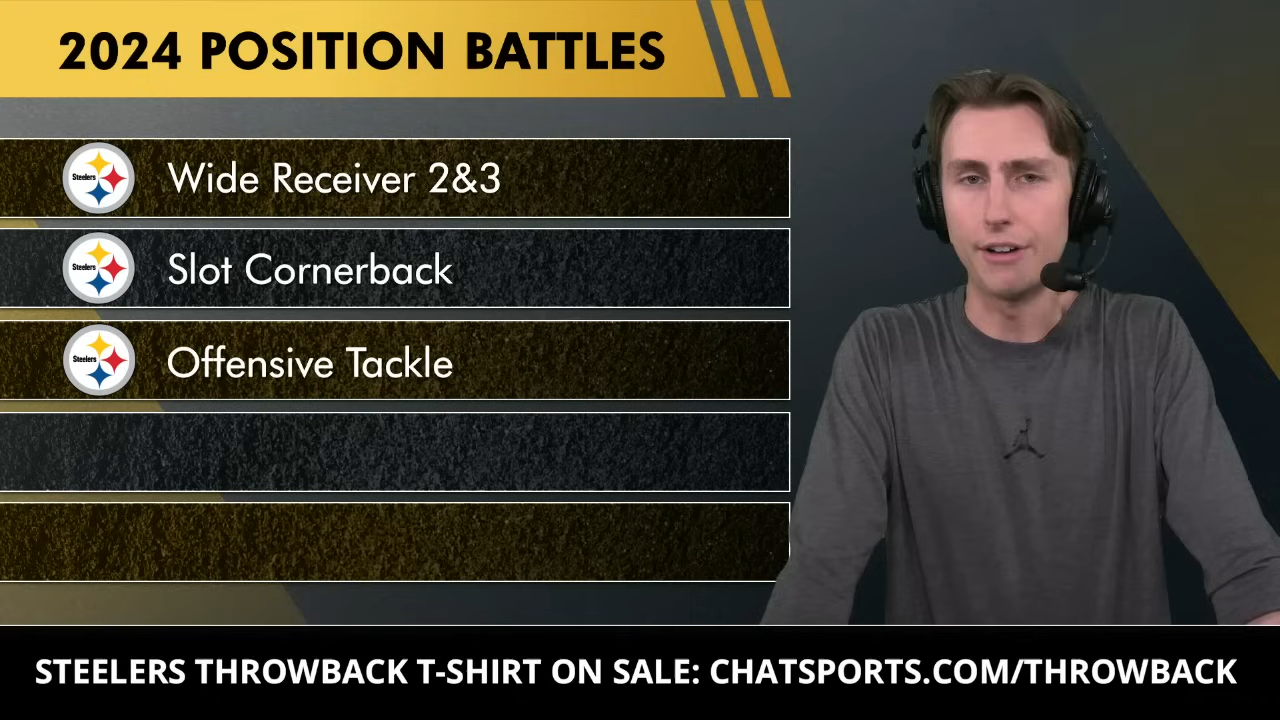 2024 POSITION BATTLES
Steelers Wide Receiver 2&3
Steelers Slot Cornerback
Steelers Offensive Tackle
STEELERS THROWBACK T-SHIRT ON SALE: CHATSPORTS.COM/THROWBACK